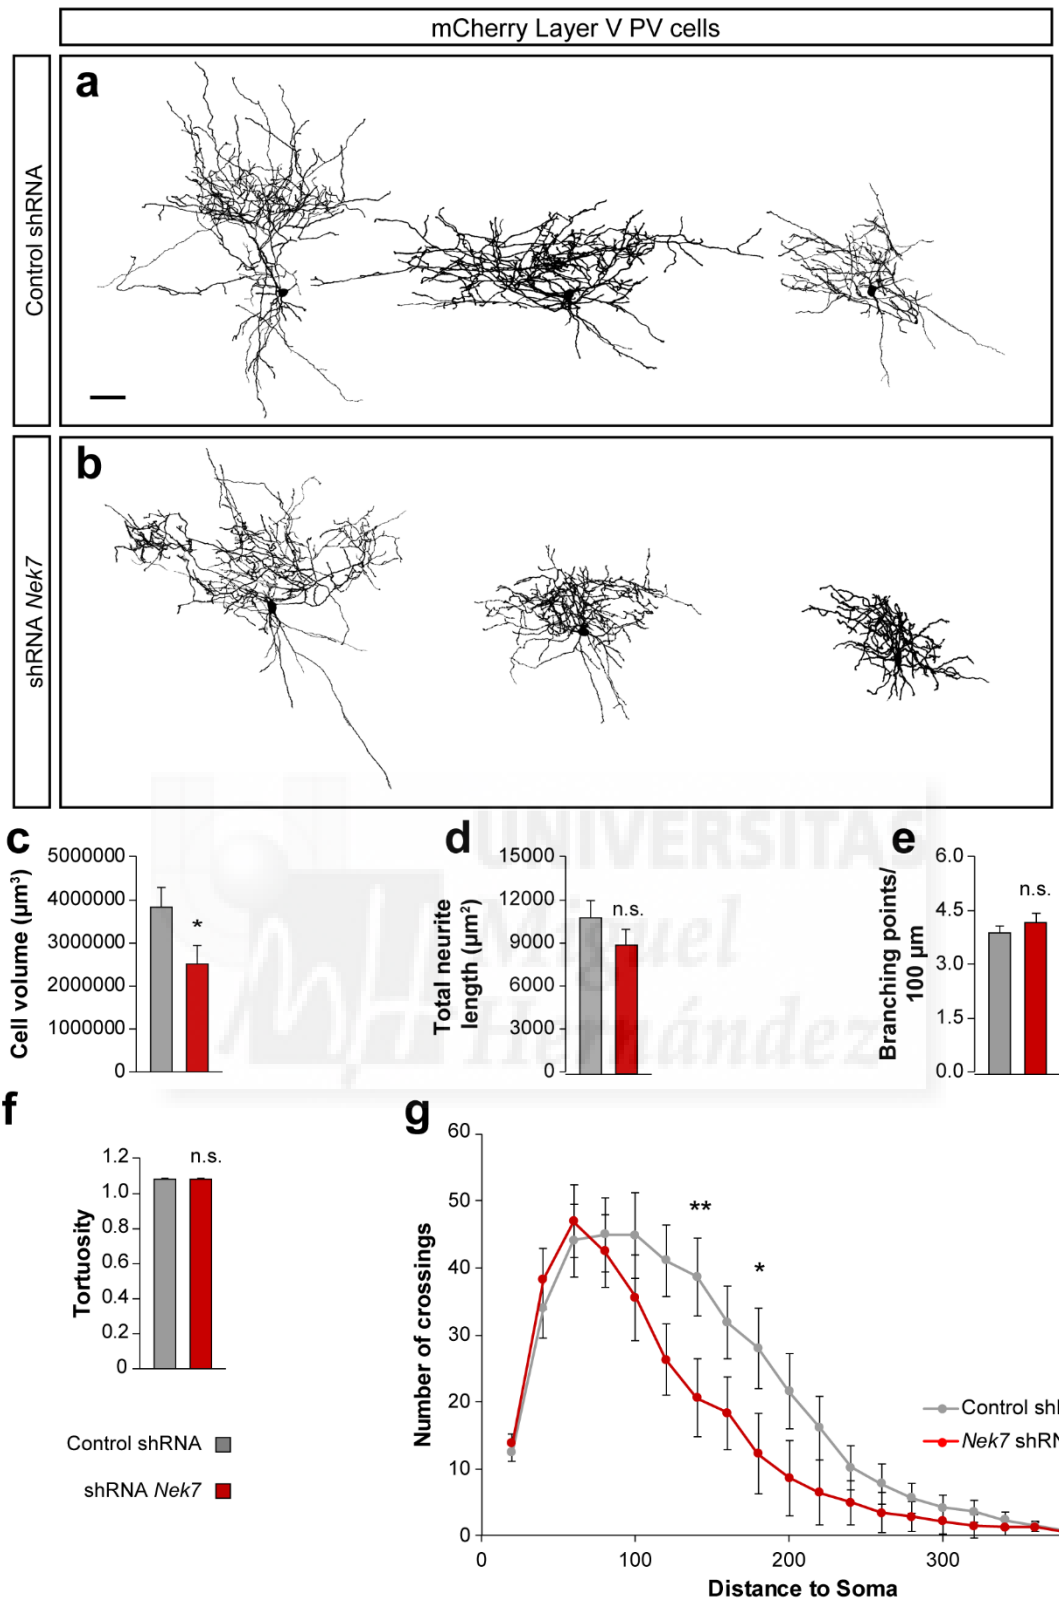 mCherry Layer V PV cells
Control shRNA
a
shRNA Nek7
b
c
Cell volume (µm³)
5000000
4000000
3000000
2000000
1000000
0
*
d
Total neurite
length (µm²)
15000
12000
9000
6000
3000
0
n.s.
e
Branching points/
100 µm
6.0
4.5
3.0
1.5
0.0
n.s.
UNIVERSITAS
Miguel
Hernández
f
Tortuosity
1.2
1.0
0.8
0.6
0.4
0.2
0
n.s.
Control shRNA
shRNA Nek7
g
Number of crossings
60
50
40
30
20
10
0
**
*
Control sh
Nek7 shRN
0
100
200
300
Distance to Soma